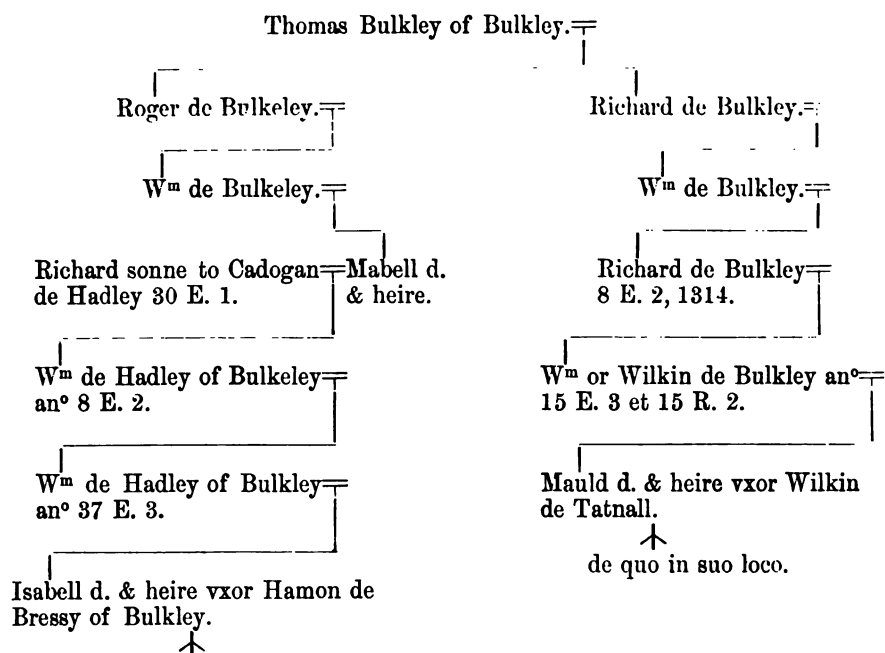 Thomas Bulkley of Bulkley.
Roger de Bulkeley.
Richard de Bulkley.
Wm de Bulkeley.
Wm de Bulkley.
Richard sonne to Cadogan
de Hadley 30 E. 1.
Mabell d.
& heire.
Richard de Bulkley
8 E. 2, 1314.
Wm de Hadley of Bulkeley
ano 8 E. 2.
Wm or Wilkin de Bulkley ano
15 E. 3 et 15 R. 2.
Wm de Hadley of Bulkley
ano 37 E. 3.
Mauld d. & heire vxor Wilkin
de Tatnall.
de quo in suo loco.
Isabell d. & heire vxor Hamon de
Bressy of Bulkley.